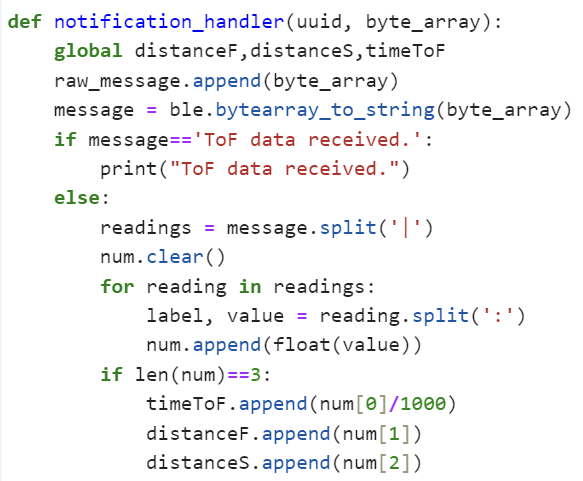 def notification_handler(uuid, byte_array):
    global distanceF,distanceS,timeToF
    raw_message.append(byte_array)
    message = ble.bytearray_to_string(byte_array)
    if message=='ToF data received.':
        print("ToF data received.")
    else:
        readings = message.split('|')
        num.clear()
        for reading in readings:
            label, value = reading.split(':')
            num.append(float(value))
        if len(num)==3:
            timeToF.append(num[0]/1000)
            distanceF.append(num[1])
            distanceS.append(num[2])